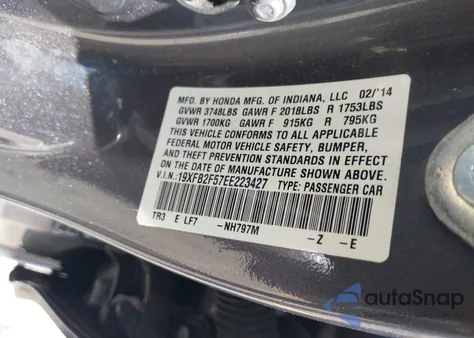 MFD. BY HONDA MFG. OF INDIANA, LLC 02/'14
GVWR 3748LBS GAWR F 2018LBS R 1753LBS
GVWR 1700KG GAWR F 915KG R 795KG
THIS VEHICLE CONFORMS TO ALL APPLICABLE
FEDERAL MOTOR VEHICLE SAFETY, BUMPER,
AND THEFT PREVENTION STANDARDS IN EFFECT
ON THE DATE OF MANUFACTURE SHOWN ABOVE.
V.I.N.:19XFB2F57EE223427 TYPE: PASSENGER CAR
TR3 E LF7 -NH797M -Z -E
autoSnap